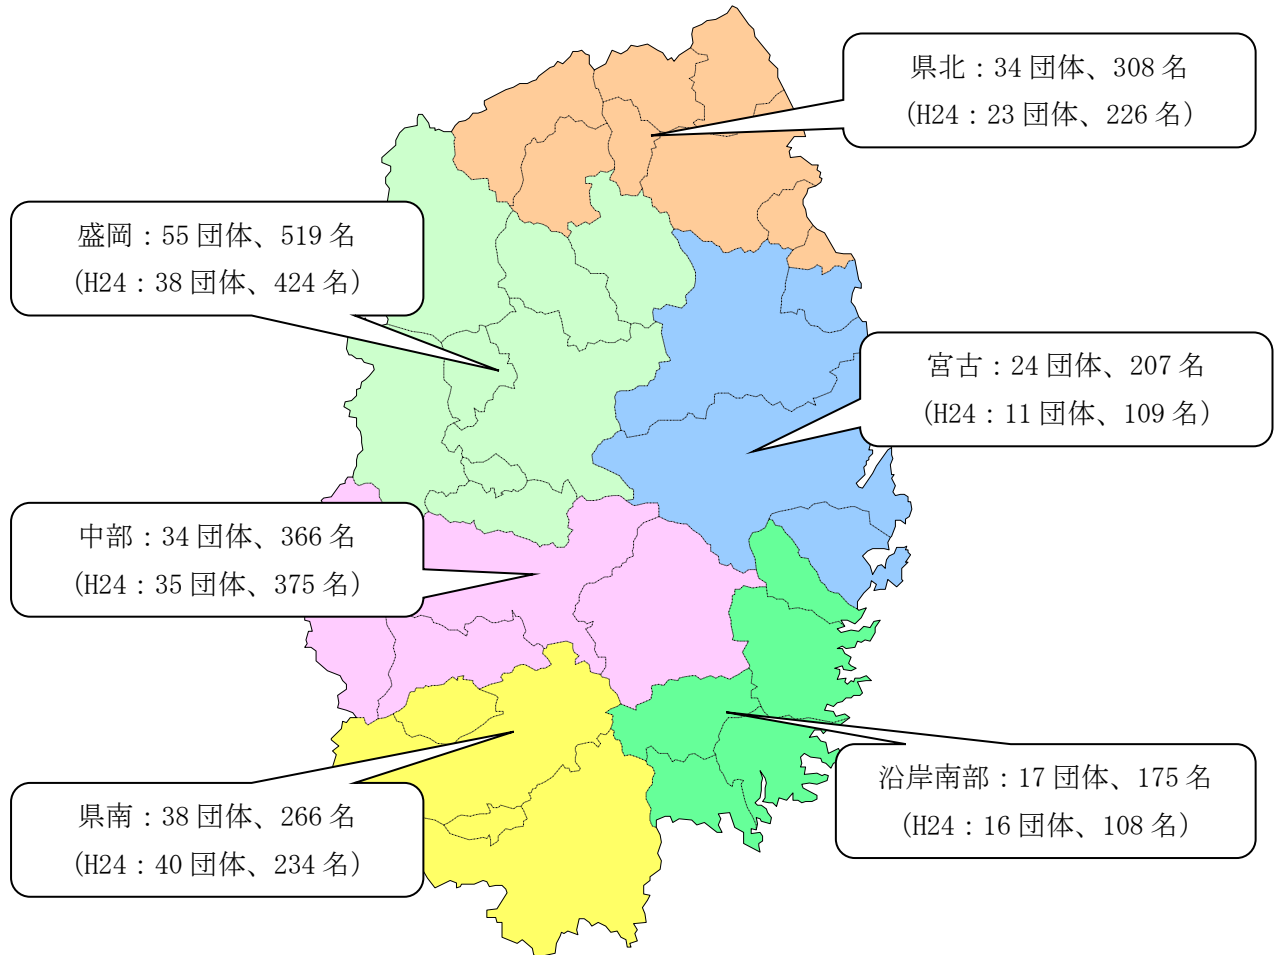 県北：34 団体、308 名
（H24：23 団体、226 名）
盛岡：55 団体、519 名
（H24：38 団体、424 名）
宮古：24 団体、207 名
（H24：11 団体、109 名）
中部：34 団体、366 名
（H24：35 団体、375 名）
沿岸南部：17 団体、175 名
（H24：16 団体、108 名）
県南：38 団体、266 名
（H24：40 団体、234 名）